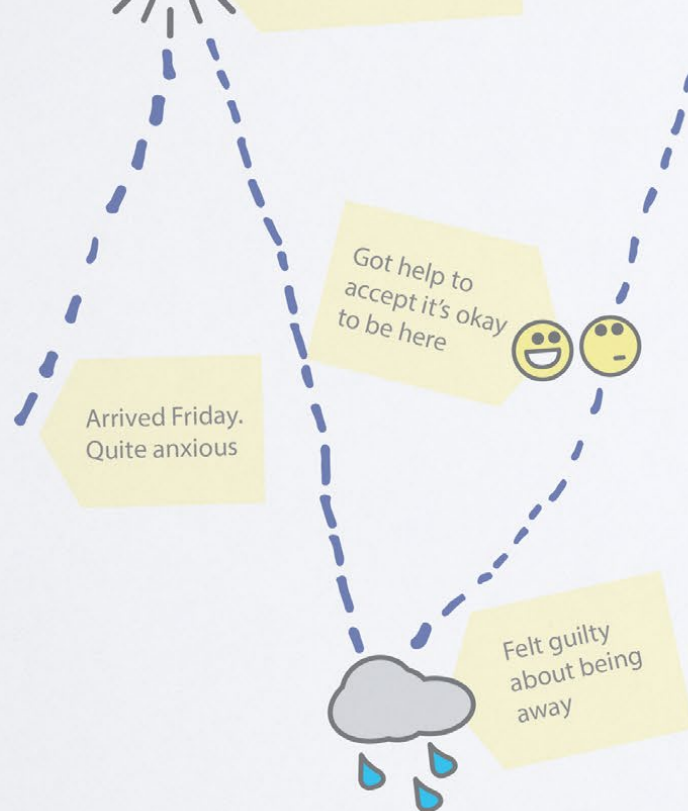 Got help to
accept it's okay
to be here
Arrived Friday.
Quite anxious
Felt guilty
about being
away